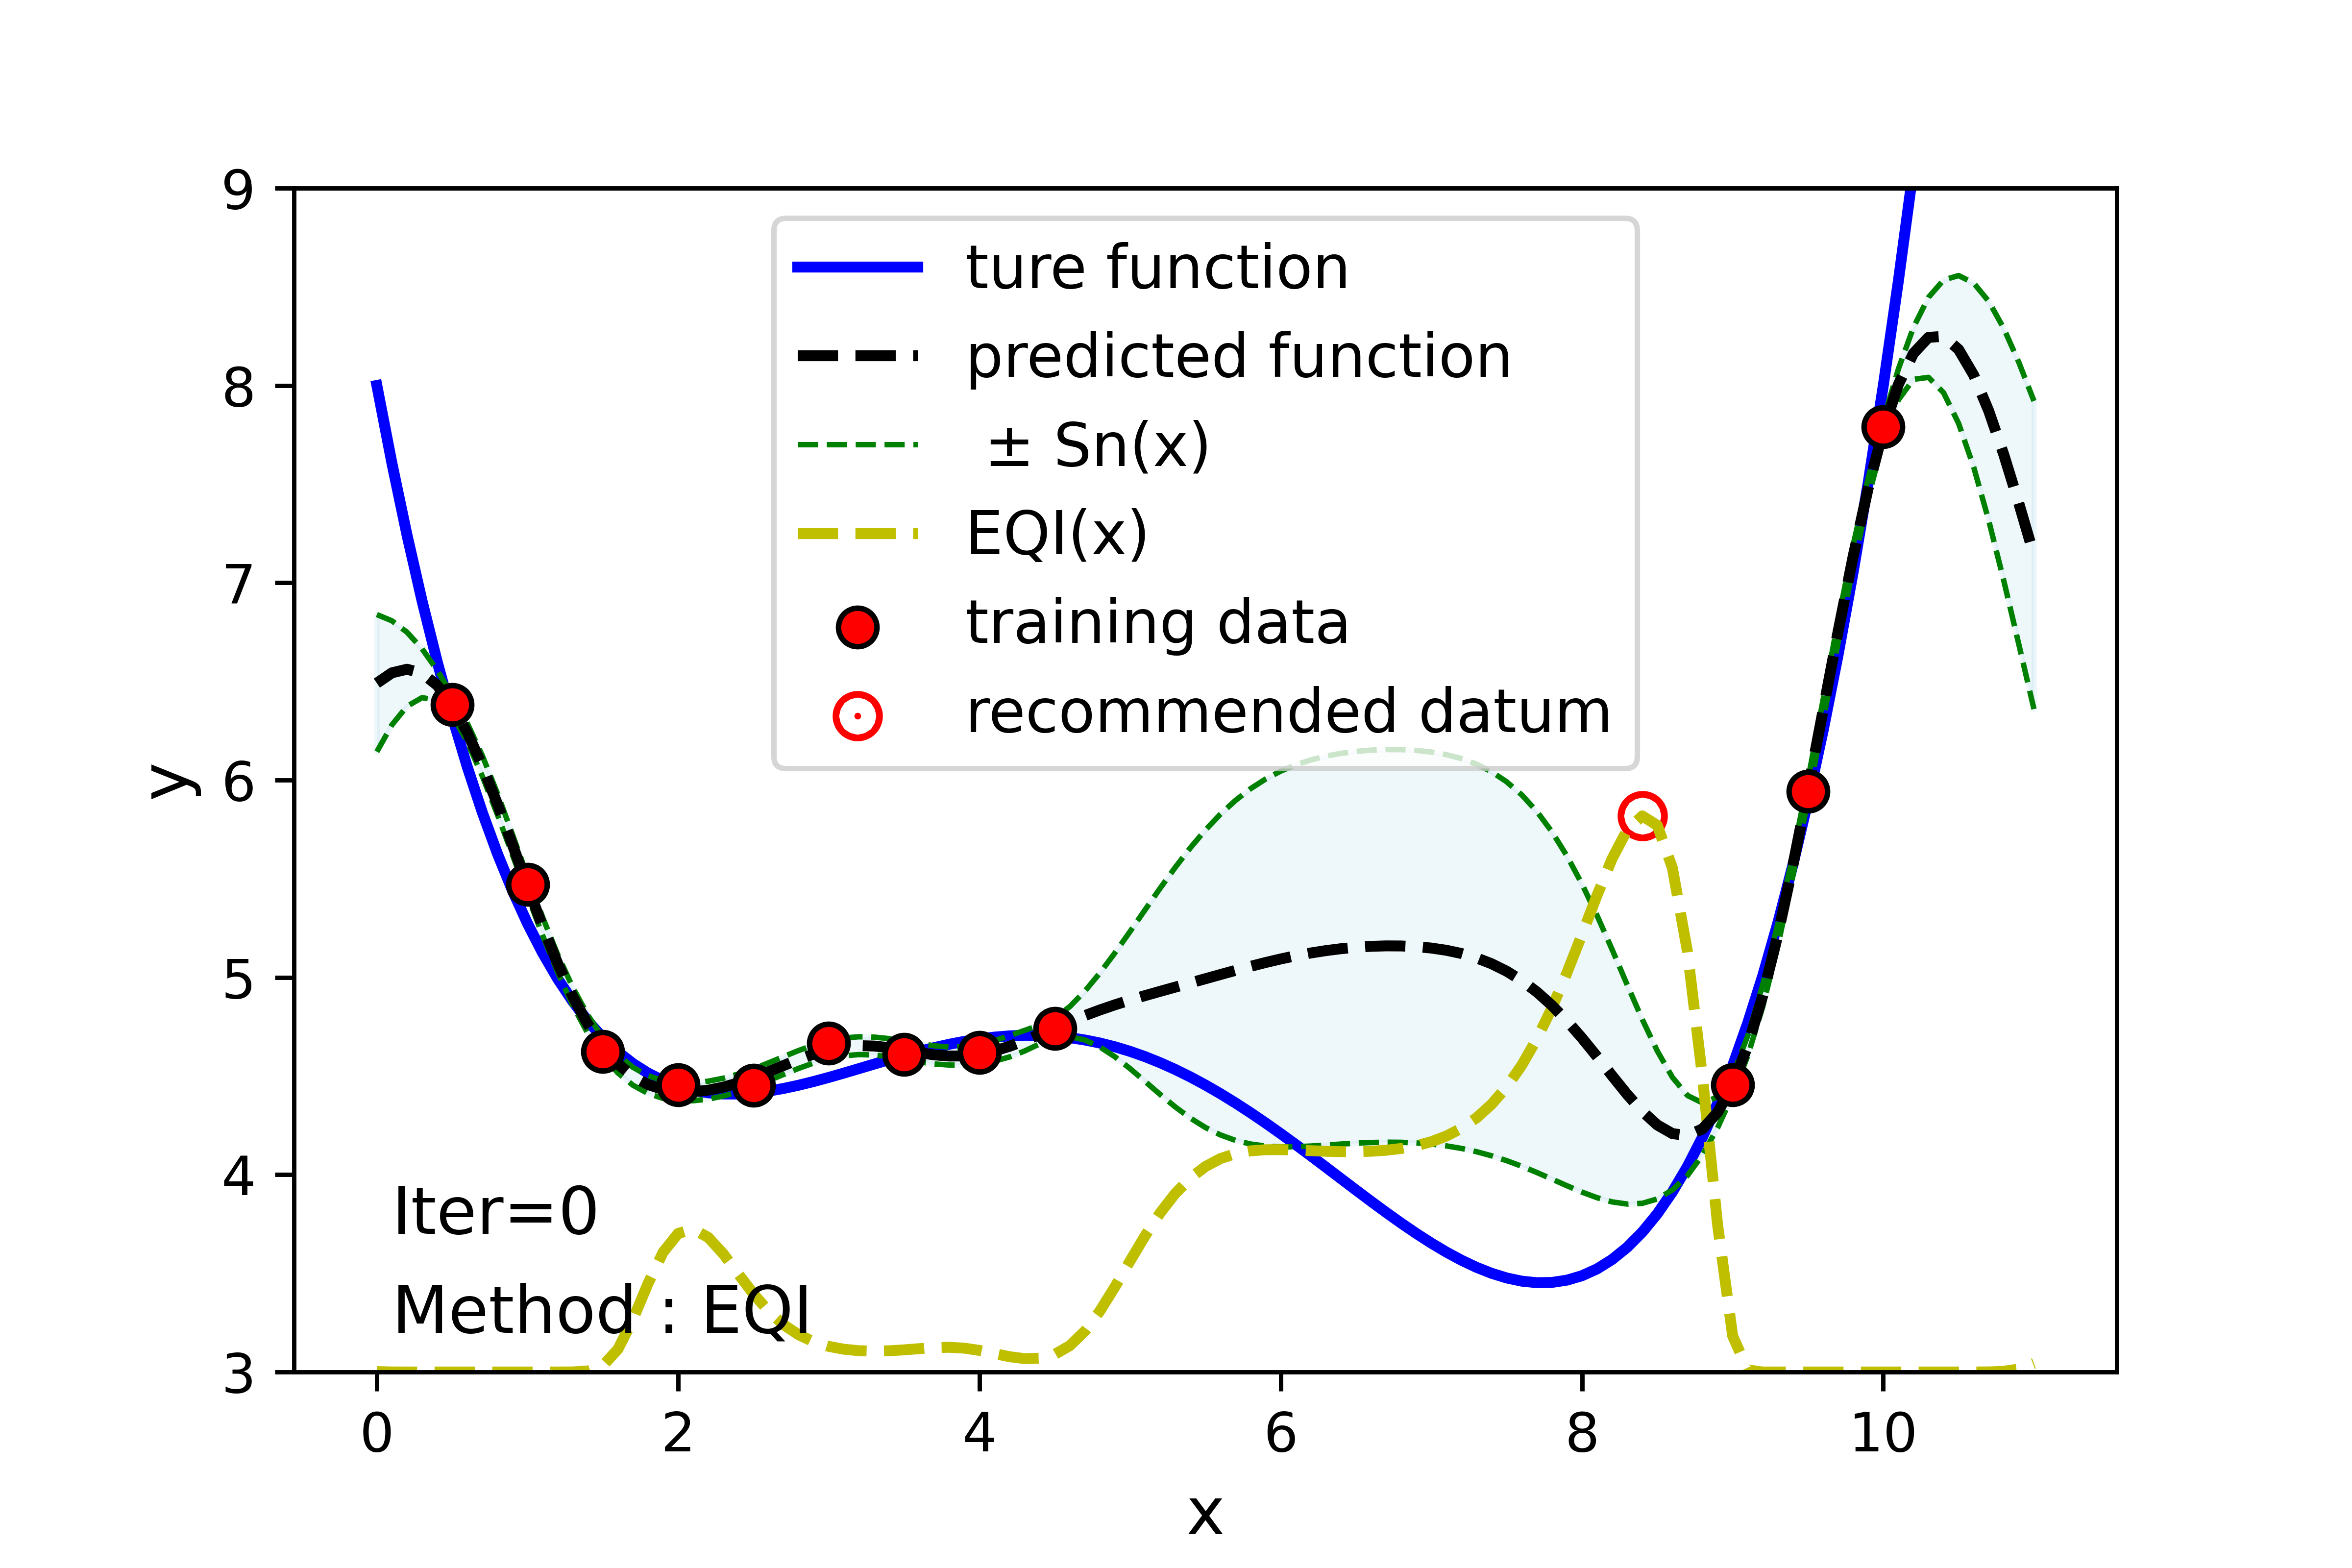 9
8
7
6
5
4
3
y
ture function
predicted function
± Sn(x)
EQI(x)
training data
recommended datum
Iter=0
Method : EQI
0 2 4 6 8 10
x